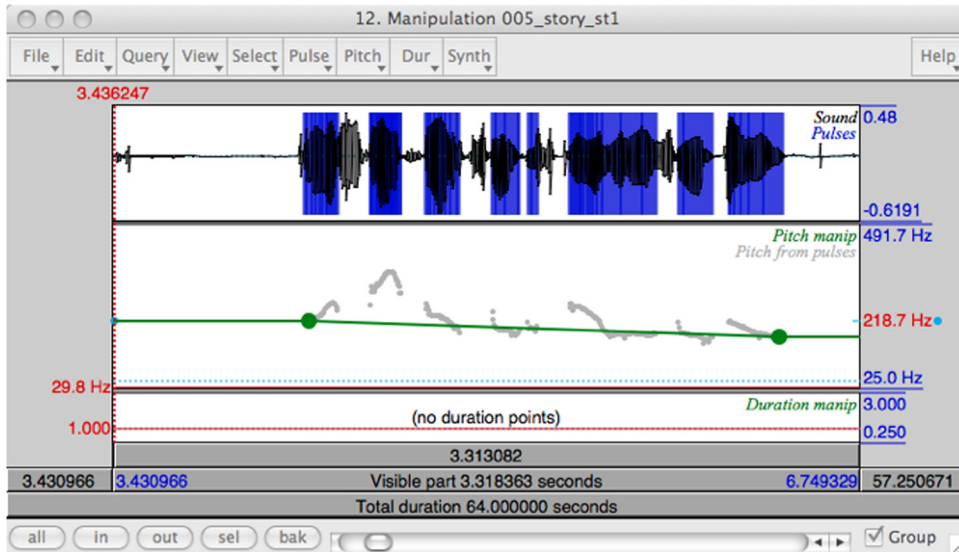 12. Manipulation 005_story_st1
File Edit Query View Select Pulse Pitch Dur Synth Help
3.436247
Sound 0.48
Pulses
-0.6191
Pitch manip 491.7 Hz
Pitch from pulses
218.7 Hz
29.8 Hz 25.0 Hz
Duration manip 3.000
(no duration points)
1.000 0.250
3.313082
3.430966 3.430966 Visible part 3.318363 seconds 6.749329 57.250671
Total duration 64.000000 seconds
all in out sel bak Group